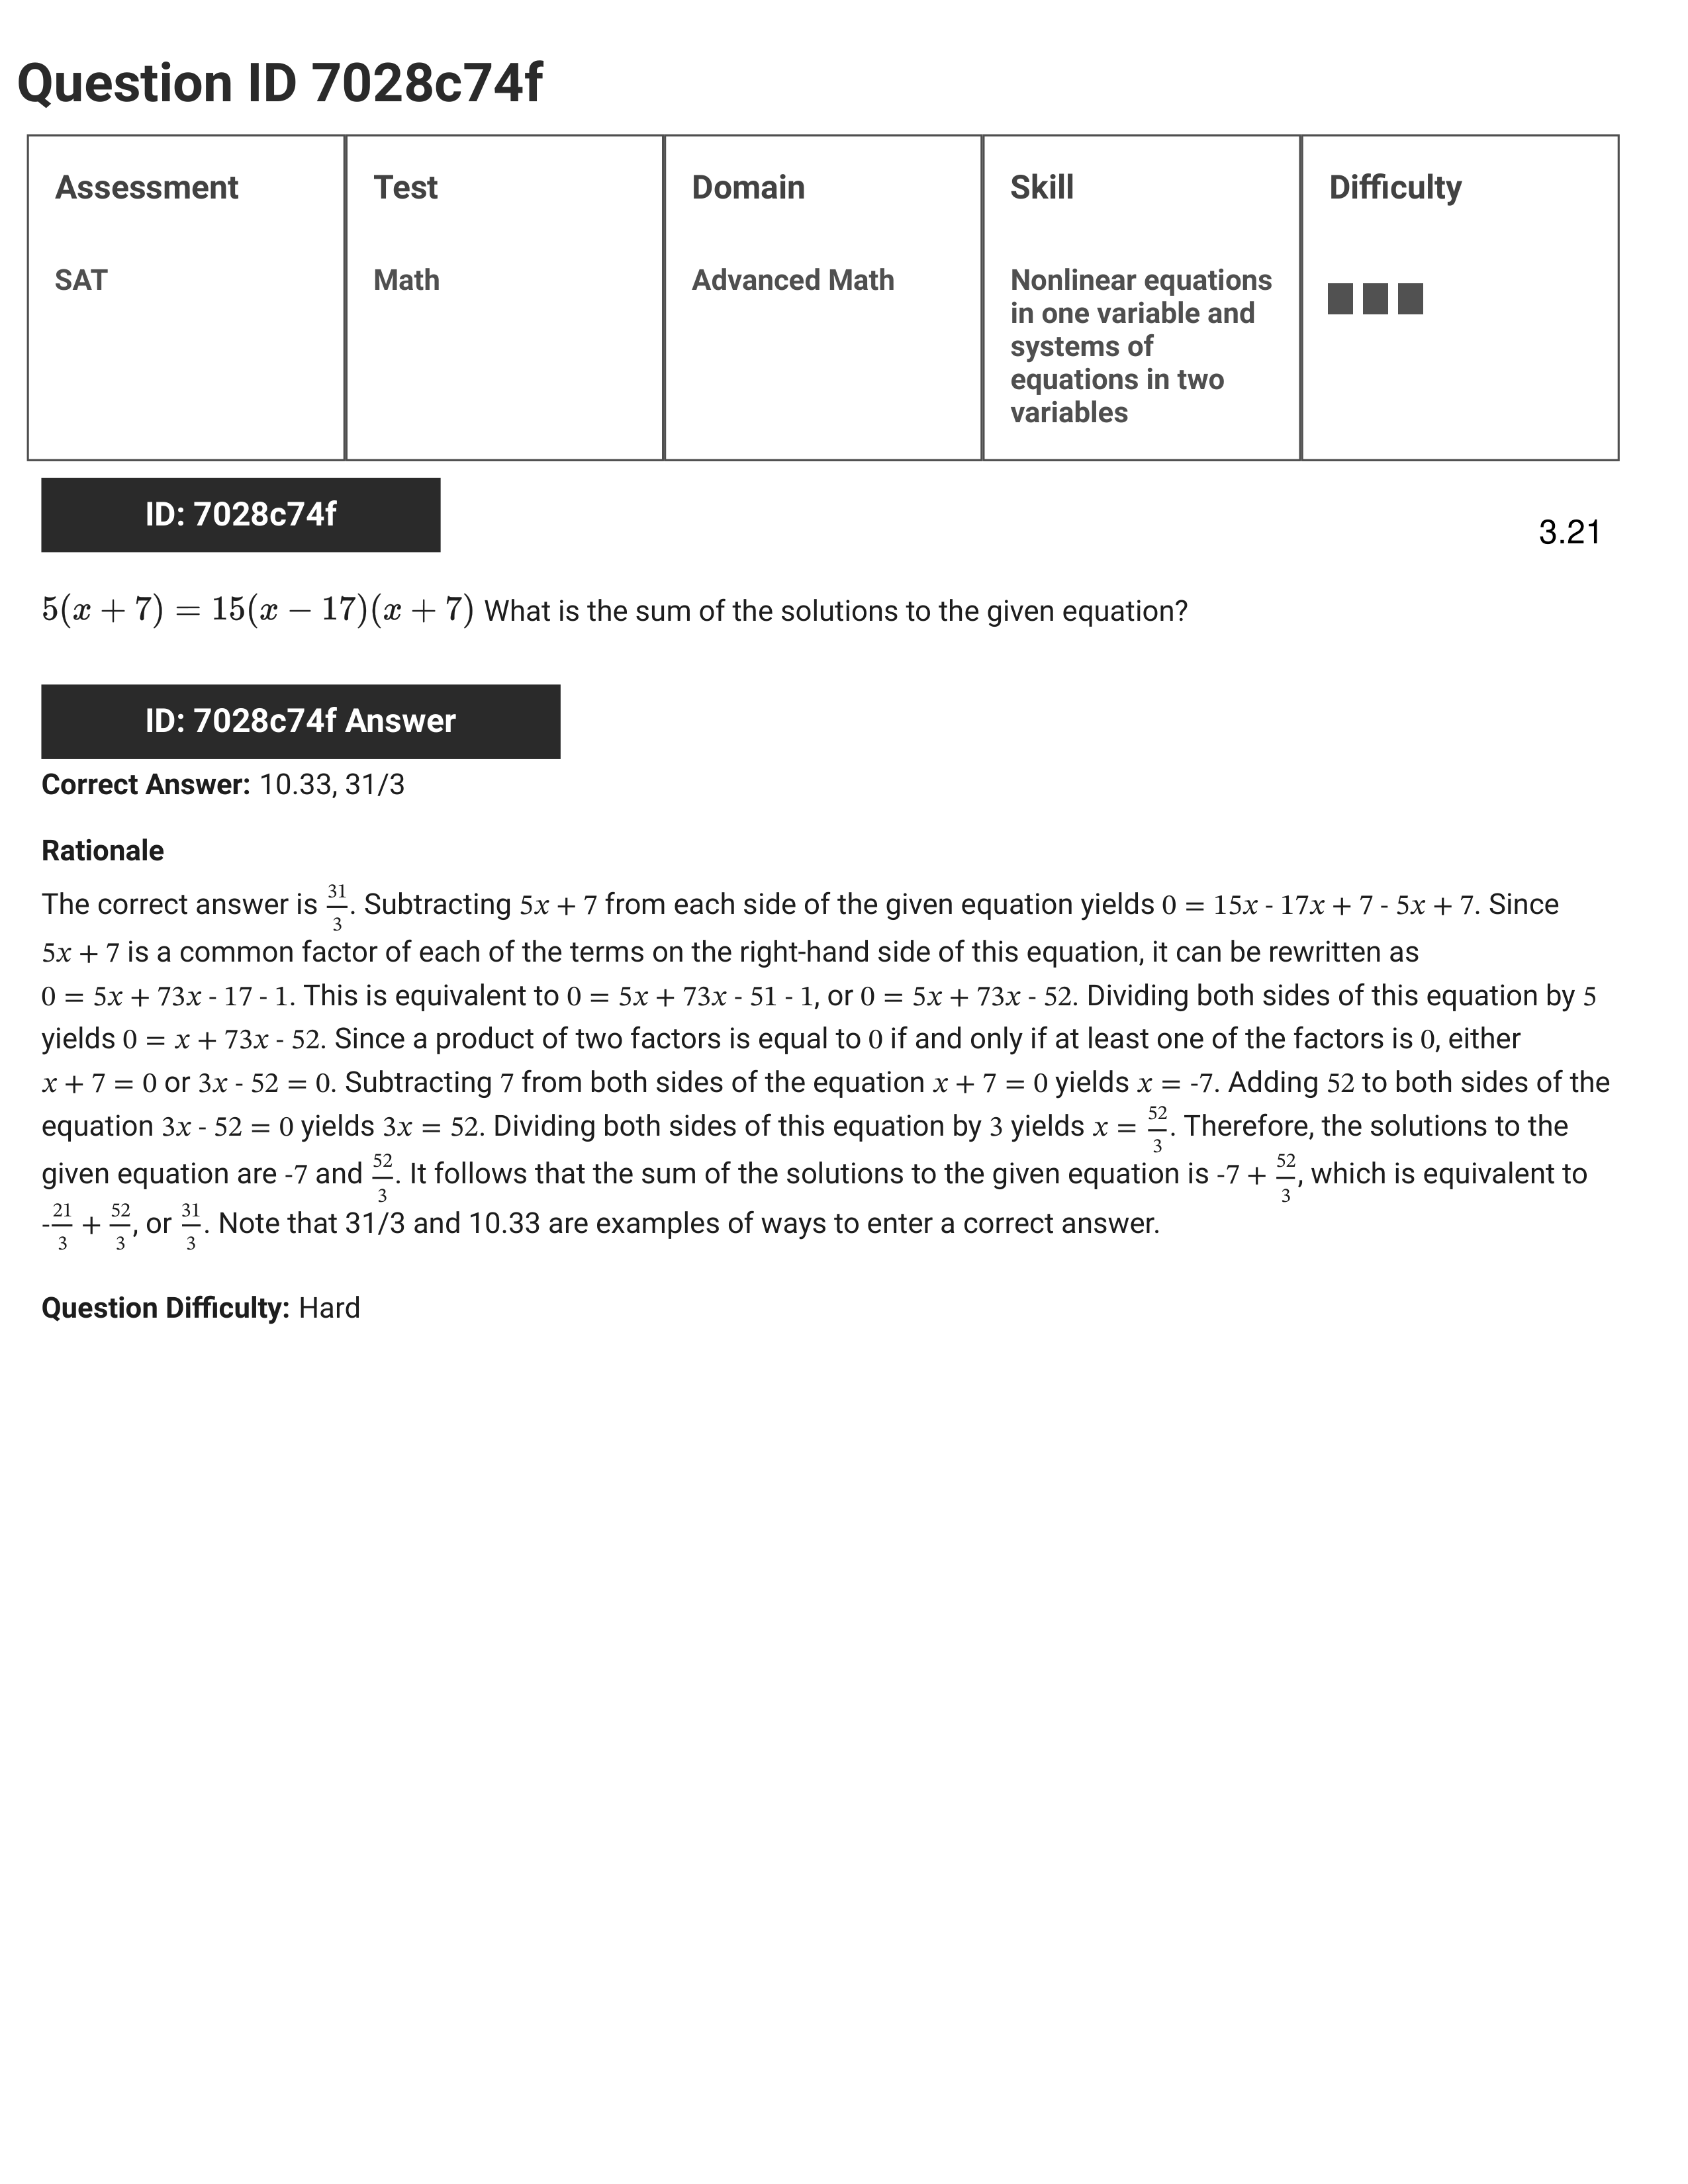 Question ID 7028c74f
Assessment
Test
Domain
Skill
Difficulty
SAT
Math
Advanced Math
Nonlinear equations
in one variable and
systems of
equations in two
variables
ID: 7028c74f
3.21
5(x + 7) = 15(x − 17)(x + 7) What is the sum of the solutions to the given equation?
ID: 7028c74f Answer
Correct Answer: 10.33, 31/3
Rationale
The correct answer is 31/3. Subtracting 5x + 7 from each side of the given equation yields 0 = 15x - 17x + 7 - 5x + 7. Since
5x + 7 is a common factor of each of the terms on the right-hand side of this equation, it can be rewritten as
0 = 5x + 73x - 17 - 1. This is equivalent to 0 = 5x + 73x - 51 - 1, or 0 = 5x + 73x - 52. Dividing both sides of this equation by 5
yields 0 = x + 73x - 52. Since a product of two factors is equal to 0 if and only if at least one of the factors is 0, either
x + 7 = 0 or 3x - 52 = 0. Subtracting 7 from both sides of the equation x + 7 = 0 yields x = -7. Adding 52 to both sides of the
equation 3x - 52 = 0 yields 3x = 52. Dividing both sides of this equation by 3 yields x = 52/3. Therefore, the solutions to the
given equation are -7 and 52/3. It follows that the sum of the solutions to the given equation is -7 + 52/3, which is equivalent to
-21/3 + 52/3, or 31/3. Note that 31/3 and 10.33 are examples of ways to enter a correct answer.
Question Difficulty: Hard